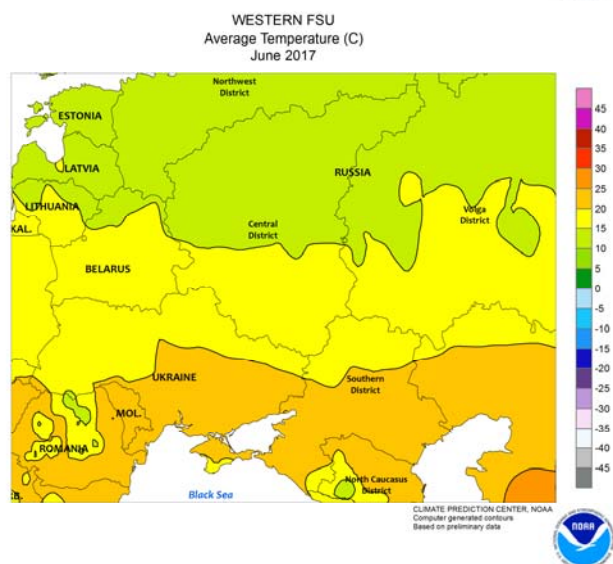 WESTERN FSU
Average Temperature (C)
June 2017
Northwest
District
ESTONIA
LATVIA
RUSSIA
LITHUANIA
KAL.
Central
District
Volga
District
BELARUS
UKRAINE
Southern
District
MOL.
ROMANIA
North Caucasus
District
Black Sea
45
40
35
30
25
20
15
10
5
0
-5
-10
-15
-20
-25
-30
-35
-40
-45
CLIMATE PREDICTION CENTER, NOAA
Computer generated contours
Based on preliminary data
NOAA